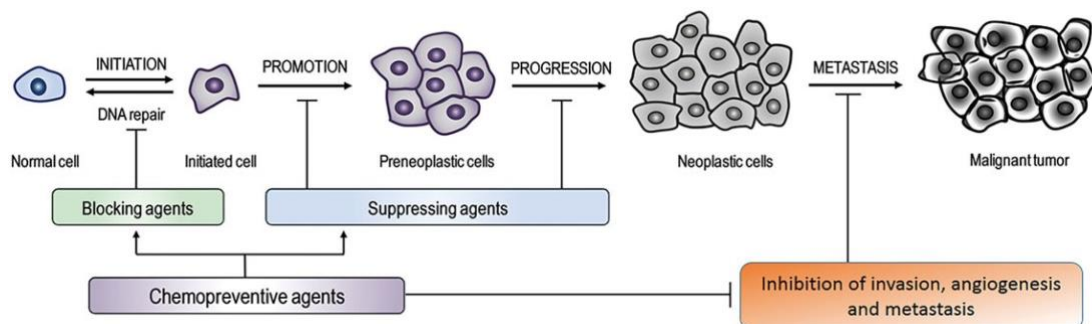 INITIATION
PROMOTION
PROGRESSION
METASTASIS
DNA repair
Normal cell
Initiated cell
Preneoplastic cells
Neoplastic cells
Malignant tumor
Blocking agents
Suppressing agents
Chemopreventive agents
Inhibition of invasion, angiogenesis
and metastasis